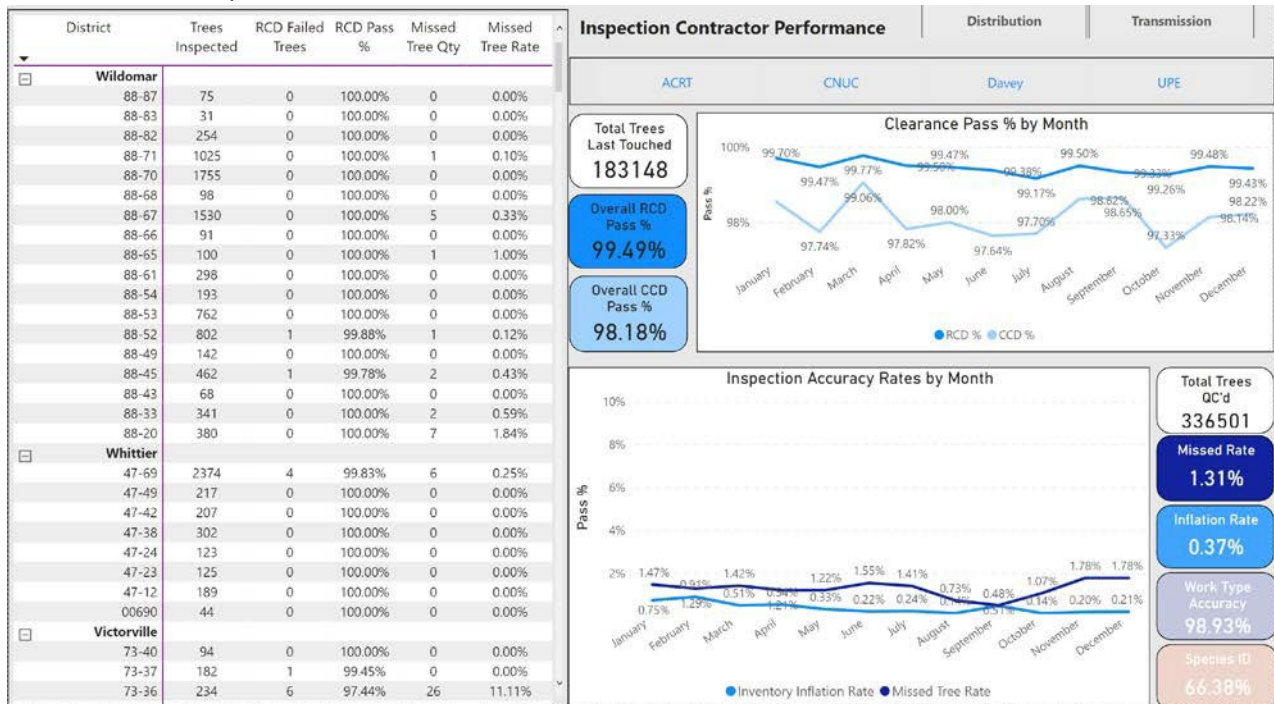 District Trees Inspected RCD Failed Trees RCD Pass % Missed Tree Qty Missed Tree Rate
Wildomar
88-87 75 0 100.00% 0 0.00%
88-83 31 0 100.00% 0 0.00%
88-82 254 0 100.00% 0 0.00%
88-71 1025 0 100.00% 1 0.10%
88-70 1755 0 100.00% 0 0.00%
88-68 98 0 100.00% 0 0.00%
88-67 1530 0 100.00% 5 0.33%
88-66 91 0 100.00% 0 0.00%
88-65 100 0 100.00% 1 1.00%
88-61 298 0 100.00% 0 0.00%
88-54 193 0 100.00% 0 0.00%
88-53 762 0 100.00% 0 0.00%
88-52 802 1 99.88% 1 0.12%
88-49 142 0 100.00% 0 0.00%
88-45 462 1 99.78% 2 0.43%
88-43 68 0 100.00% 0 0.00%
88-33 341 0 100.00% 2 0.59%
88-20 380 0 100.00% 7 1.84%
Whittier
47-69 2374 4 99.83% 6 0.25%
47-49 217 0 100.00% 0 0.00%
47-42 207 0 100.00% 0 0.00%
47-38 302 0 100.00% 0 0.00%
47-24 123 0 100.00% 0 0.00%
47-23 125 0 100.00% 0 0.00%
47-12 189 0 100.00% 0 0.00%
00690 44 0 100.00% 0 0.00%
Victorville
73-40 94 0 100.00% 0 0.00%
73-37 182 1 99.45% 0 0.00%
73-36 234 6 97.44% 26 11.11%
Inspection Contractor Performance Distribution Transmission
ACRT CNUC Davey UPE
Total Trees
Last Touched
183148
Overall RCD
Pass %
99.49%
Overall CCD
Pass %
98.18%
Clearance Pass % by Month
Pass %
100%
98%
99.70% 99.47% 99.77% 99.50% 99.47% 99.38% 99.17% 99.50% 99.33% 99.26% 99.48% 99.43%
97.74% 99.06% 97.82% 98.00% 97.64% 97.70% 98.62% 98.65% 97.33% 98.14% 98.22%
January February March April May June July August September October November December
RCD % CCD %
Inspection Accuracy Rates by Month
Pass %
10%
8%
6%
4%
2%
1.47% 0.91% 1.42% 1.22% 1.55% 1.41% 0.73% 0.48% 1.07% 1.78% 1.78%
0.75% 1.29% 0.51% 1.21% 0.33% 0.22% 0.24% 0.14% 0.20% 0.21%
January February March April May June July August September October November December
Inventory Inflation Rate Missed Tree Rate
Total Trees
QC'd
336501
Missed Rate
1.31%
Inflation Rate
0.37%
Work Type
Accuracy
98.93%
Species ID
66.38%